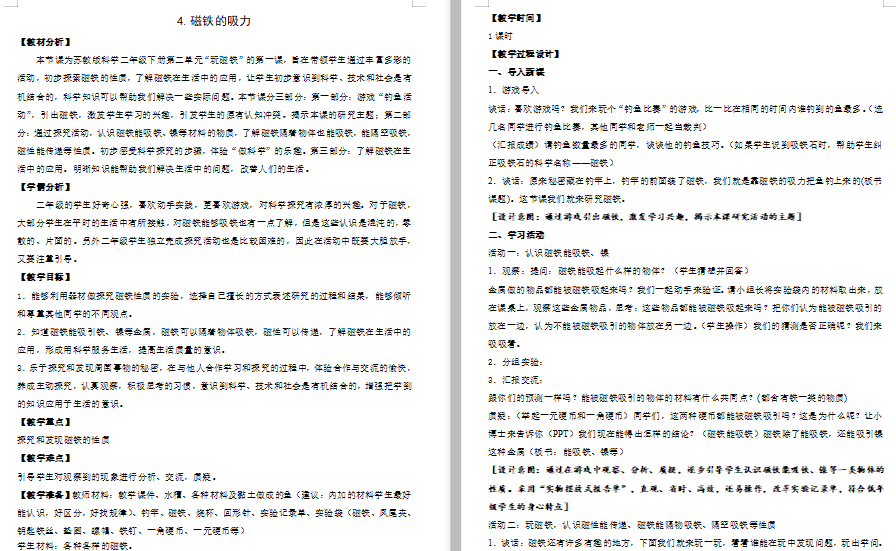 4. 磁铁的吸力
【教材分析】
本节课为苏教版科学二年级下册第二单元“玩磁铁”的第一课，旨在带领学生通过丰富多彩的
活动，初步探索磁铁的性质，了解磁铁在生活中的应用，让学生初步意识到科学、技术和社会是有
机结合的，科学知识可以帮助我们解决一些实际问题。本节课分三部分：第一部分：游戏“钓鱼活
动”，引出磁铁，激发学生学习的兴趣，引发学生的原有认知冲突。提示本课的研究主题；第二部
分：通过探究活动，认识磁铁能吸铁、镍等材料的物质，了解磁铁隔着物体也能吸铁，能隔空吸铁，
磁性能传递等性质。初步感受科学探究的步骤，体验“做科学”的乐趣。第三部分：了解磁铁在生
活中的应用。明晰知识能帮助我们解决生活中的问题，改善人们的生活。
【学情分析】
二年级的学生好奇心强，喜欢动手实践，更喜欢游戏，对科学探究有浓厚的兴趣。对于磁铁，
大部分学生在平时的生活中有所接触，对磁铁能够吸铁也有一点了解，但是这些认识是混沌的，零
散的、片面的。另外二年级学生独立完成探究活动也是比较困难的，因此在活动中既要大胆放手，
又要注重引导。
【教学目标】
1．能够利用器材做探究磁铁性质的实验，选择自己擅长的方式表述研究的过程和结果，能够倾听
和尊重其他同学的不同观点。
2．知道磁铁能吸引铁、镍等金属，磁铁可以隔着物体吸铁，磁性可以传递，了解磁铁在生活中的
应用，形成用科学服务生活，提高生活质量的意识。
3.乐于探究和发现周围事物的秘密，在与他人合作学习和探究的过程中，体验合作与交流的愉快，
养成主动探究，认真观察，积极思考的习惯，意识到科学、技术和社会是有机结合的，增强把学到
的知识应用于生活的意识。
【教学重点】
探究和发现磁铁的性质
【教学难点】
引导学生对观察到的现象进行分析、交流，质疑。
【教学准备】教师材料：教学课件、水槽、各种材料及黏土做成的鱼（建议：内加的材料学生最好
能认识，好区分，好找规律）、钓竿、磁铁、烧杯、回形针、实验记录单、实验袋（磁铁、凤尾夹、
钥匙铁丝、垫圈、螺帽、铁钉、一角硬币、一元硬币等）
学生材料：各种各样的磁铁。
【教学时间】
1 课时
【教学过程设计】
一、导入新课
1．游戏导入
谈话：喜欢游戏吗？我们来玩个“钓鱼比赛”的游戏，比一比在相同的时间内谁钓到的鱼最多。（选
几名同学进行钓鱼比赛，其他同学和老师一起当裁判）
（汇报成绩）请钓鱼数量最多的同学，谈谈他的钓鱼技巧。（如果学生说到吸铁石时，帮助学生纠
正吸铁石的科学名称——磁铁）
2．谈话：原来秘密藏在钓竿上，钓竿的前面绕了磁铁，我们就是靠磁铁的吸力把鱼钓上来的（板书
课题）。这节课我们就来研究磁铁。
【设计意图：通过游戏引出磁铁，激发学习兴趣，揭示本课研究活动的主题】
二、学习活动
活动一：认识磁铁能吸铁、镍
1．观察：提问：磁铁能吸起什么样的物体？（学生猜想并回答）
金属做的物品都能被磁铁吸起来吗？我们一起动手来验证。请小组长将实验袋内的材料取出来，放
在课桌上，观察这些金属物品，思考：这些物品都能被磁铁吸起来吗？把你们认为能被磁铁吸引的
放在一边，认为不能被磁铁吸引的物体放在另一边。（学生操作）我们的猜测是否正确呢？我们来
吸吸看。
2．分组实验：
3．汇报交流：
跟你们的预测一样吗？能被磁铁吸引的物体的材料有什么共同点？（都含有铁一类的物质）
质疑：（举起一元硬币和一角硬币）同学们，这两种硬币都能被磁铁吸引吗？这是为什么呢？让小
博士来告诉你（PPT）我们现在能得出怎样的结论？（磁铁能吸铁）磁铁除了能吸铁，还能吸引镍
这种金属（板书：能吸铁、镍等）
【设计意图：通过在游戏中观察、分析、质疑，逐步引导学生认识磁铁能吸铁、镍等一类物体的
性质。采用“实物摆放式报告单”，直观、省时、高效，还易操作，改革实验记录单，符合低年
级学生的身心特点】
活动二：玩磁铁，认识磁性能传递、磁铁能隔物吸铁、隔空吸铁等性质
1．谈话：磁铁还有许多有趣的地方，下面我们就来玩一玩，看看谁能在玩中发现问题，玩出学问。